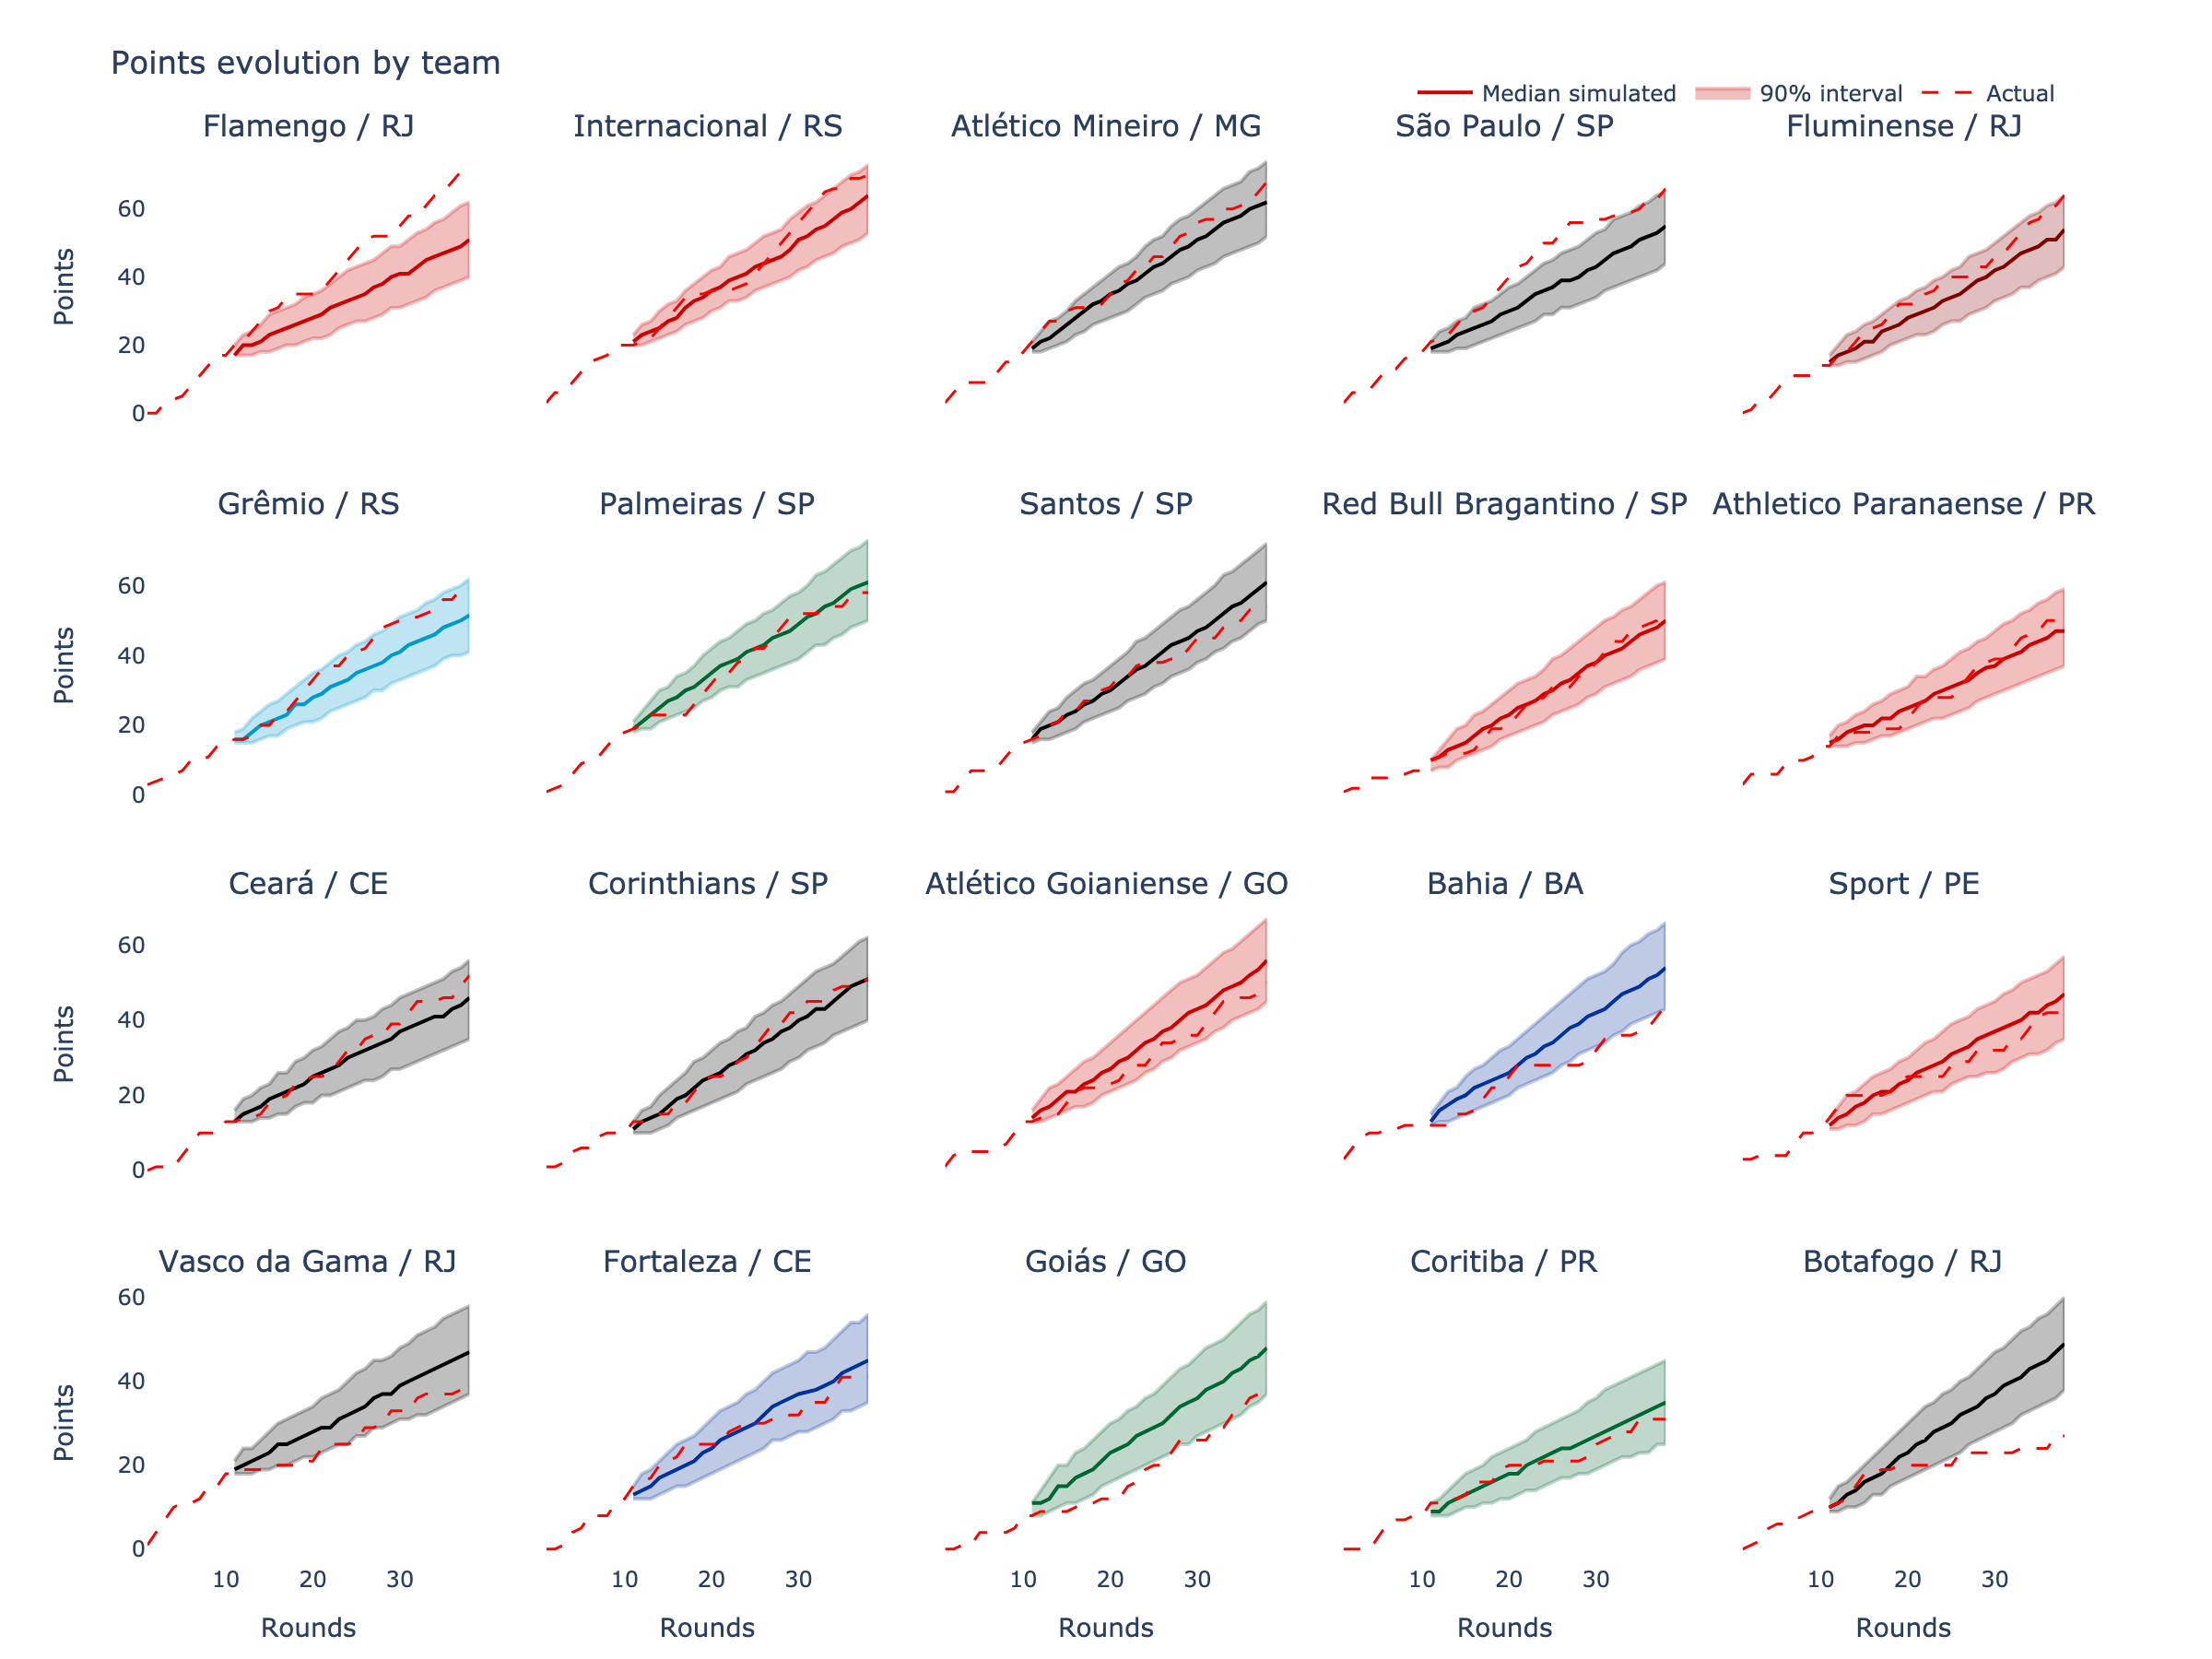 Points evolution by team
Median simulated 90% interval Actual
Flamengo / RJ Internacional / RS Atlético Mineiro / MG São Paulo / SP Fluminense / RJ
60
40
20
0
Points
Grêmio / RS Palmeiras / SP Santos / SP Red Bull Bragantino / SP Athletico Paranaense / PR
60
40
20
0
Points
Ceará / CE Corinthians / SP Atlético Goianiense / GO Bahia / BA Sport / PE
60
40
20
0
Points
Vasco da Gama / RJ Fortaleza / CE Goiás / GO Coritiba / PR Botafogo / RJ
60
40
20
0
Points
10 20 30 10 20 30 10 20 30 10 20 30 10 20 30
Rounds Rounds Rounds Rounds Rounds